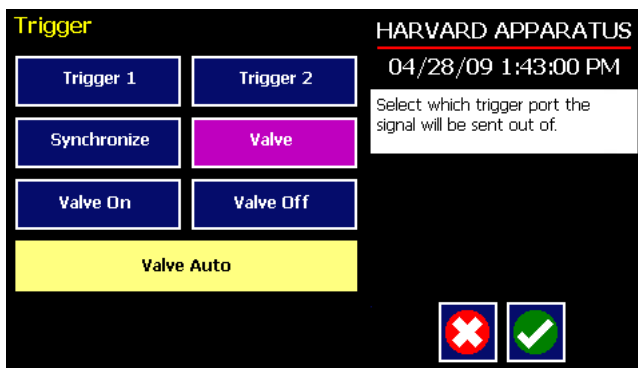 Trigger
HARVARD APPARATUS
04/28/09 1:43:00 PM
Trigger 1
Trigger 2
Select which trigger port the
signal will be sent out of.
Synchronize
Valve
Valve On
Valve Off
Valve Auto